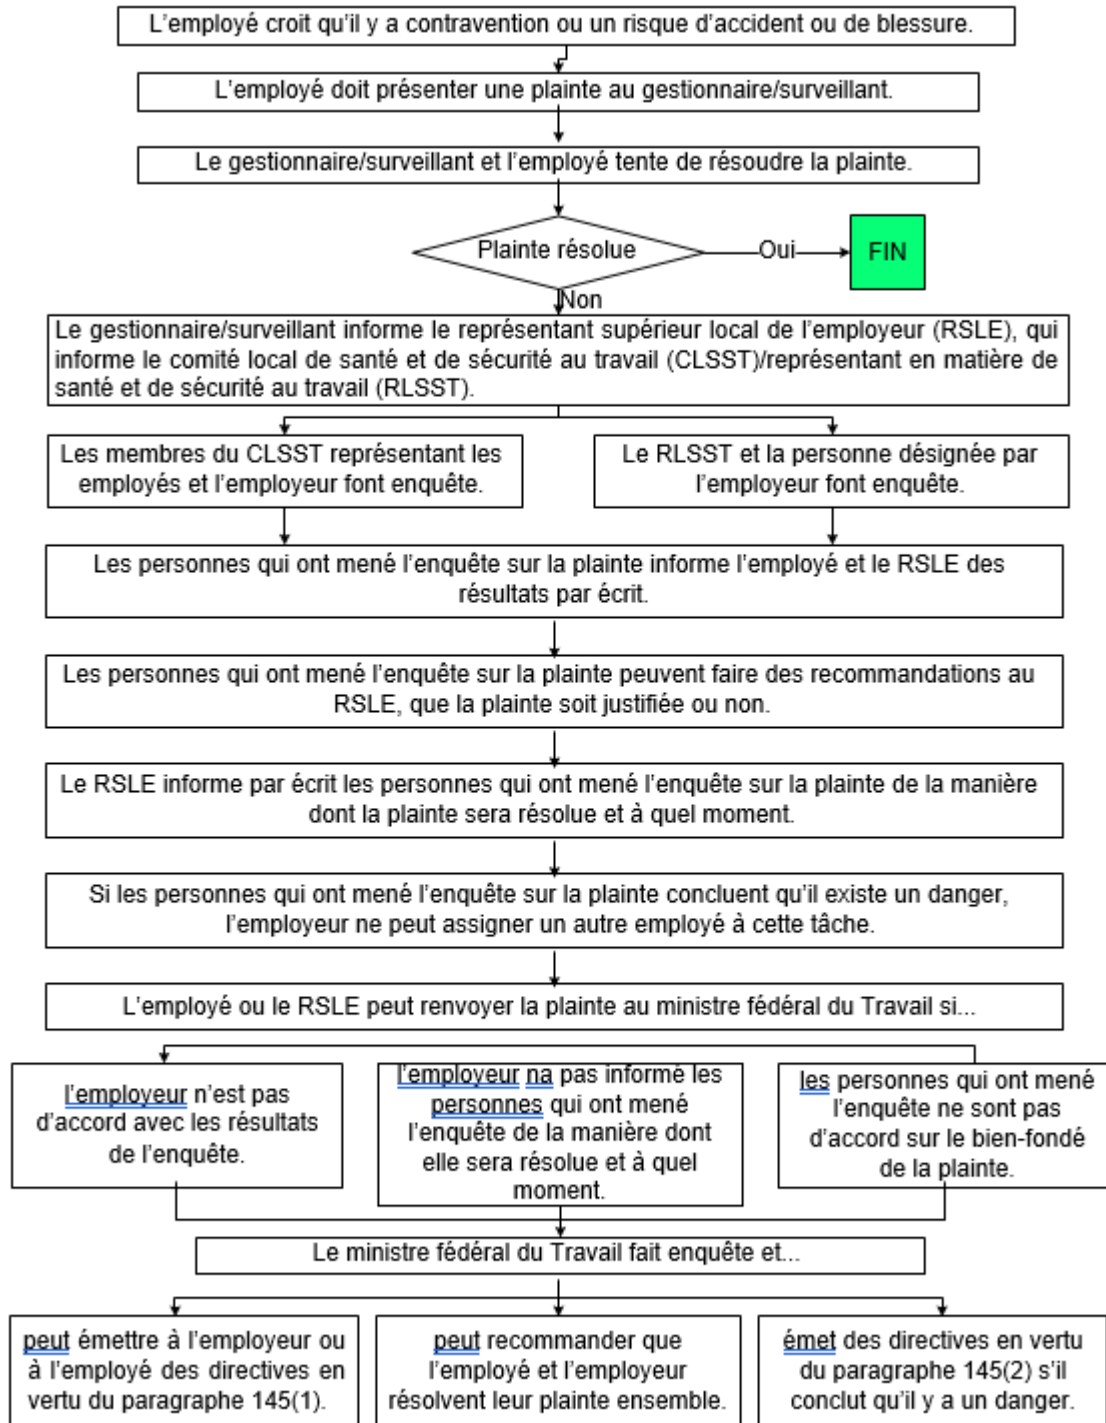 L'employé croit qu'il y a contravention ou un risque d'accident ou de blessure.
L'employé doit présenter une plainte au gestionnaire/surveillant.
Le gestionnaire/surveillant et l'employé tente de résoudre la plainte.
Plainte résolue
Oui
FIN
Non
Le gestionnaire/surveillant informe le représentant supérieur local de l'employeur (RSLE), qui
informe le comité local de santé et de sécurité au travail (CLSST)/représentant en matière de
santé et de sécurité au travail (RLSST).
Les membres du CLSST représentant les
employés et l'employeur font enquête.
Le RLSST et la personne désignée par
l'employeur font enquête.
Les personnes qui ont mené l'enquête sur la plainte informe l'employé et le RSLE des
résultats par écrit.
Les personnes qui ont mené l'enquête sur la plainte peuvent faire des recommandations au
RSLE, que la plainte soit justifiée ou non.
Le RSLE informe par écrit les personnes qui ont mené l'enquête sur la plainte de la manière
dont la plainte sera résolue et à quel moment.
Si les personnes qui ont mené l'enquête sur la plainte concluent qu'il existe un danger,
l'employeur ne peut assigner un autre employé à cette tâche.
L'employé ou le RSLE peut renvoyer la plainte au ministre fédéral du Travail si...
l'employeur n'est pas
d'accord avec les résultats
de l'enquête.
l'employeur na pas informé les
personnes qui ont mené
l'enquête de la manière dont
elle sera résolue et à quel
moment.
les personnes qui ont mené
l'enquête ne sont pas
d'accord sur le bien-fondé
de la plainte.
Le ministre fédéral du Travail fait enquête et...
peut émettre à l'employeur ou
à l'employé des directives en
vertu du paragraphe 145(1).
peut recommander que
l'employé et l'employeur
résolvent leur plainte ensemble.
émet des directives en vertu
du paragraphe 145(2) s'il
conclut qu'il y a un danger.